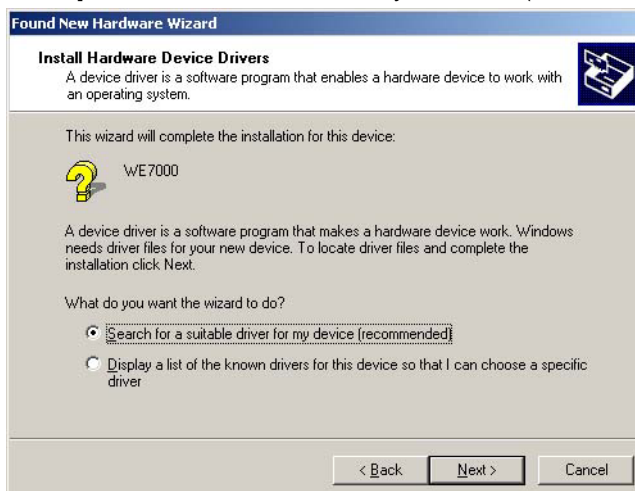 Found New Hardware Wizard
Install Hardware Device Drivers
A device driver is a software program that enables a hardware device to work with
an operating system.
This wizard will complete the installation for this device:
WE7000
A device driver is a software program that makes a hardware device work. Windows
needs driver files for your new device. To locate driver files and complete the
installation click Next.
What do you want the wizard to do?
Search for a suitable driver for my device (recommended)
Display a list of the known drivers for this device so that I can choose a specific
driver
< Back Next > Cancel